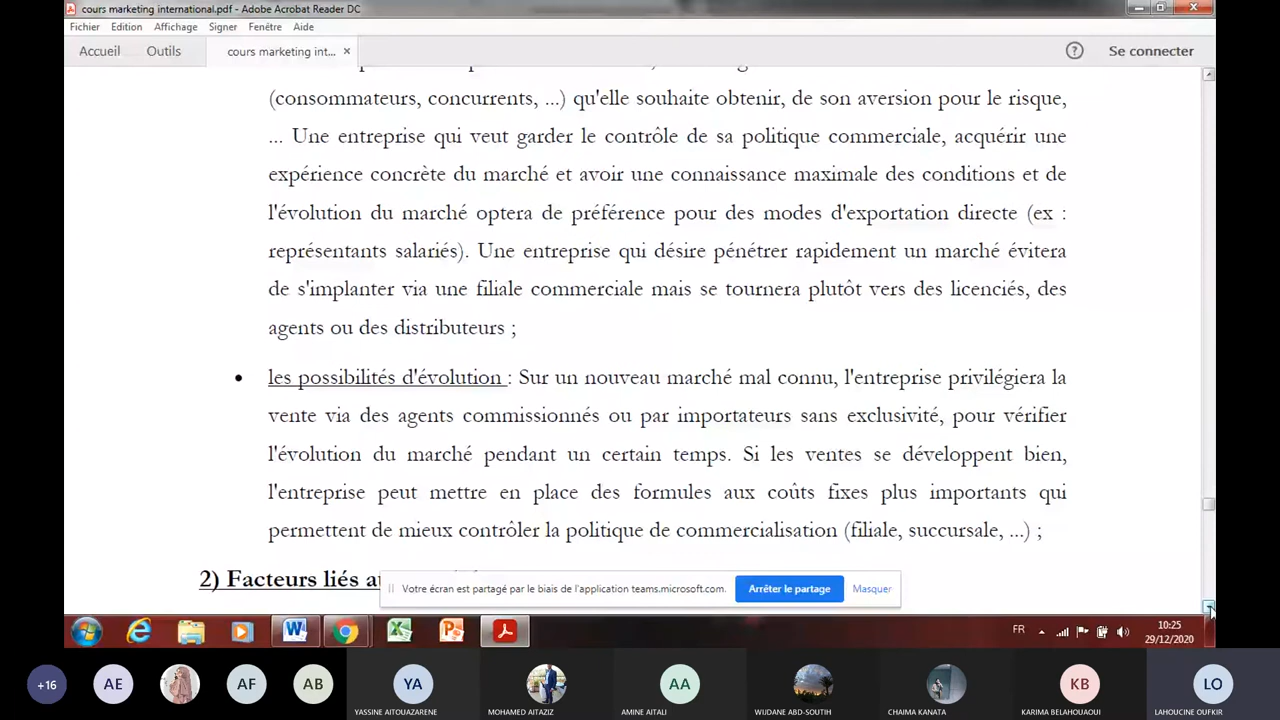 cours marketing international.pdf - Adobe Acrobat Reader DC
Fichier Edition Affichage Signer Fenêtre Aide
Accueil Outils cours marketing int... × ? Se connecter
(consommateurs, concurrents, ...) qu'elle souhaite obtenir, de son aversion pour le risque,
... Une entreprise qui veut garder le contrôle de sa politique commerciale, acquérir une
expérience concrète du marché et avoir une connaissance maximale des conditions et de
l'évolution du marché optera de préférence pour des modes d'exportation directe (ex :
représentants salariés). Une entreprise qui désire pénétrer rapidement un marché évitera
de s'implanter via une filiale commerciale mais se tournera plutôt vers des licenciés, des
agents ou des distributeurs ;
• les possibilités d'évolution : Sur un nouveau marché mal connu, l'entreprise privilégiera la
vente via des agents commissionnés ou par importateurs sans exclusivité, pour vérifier
l'évolution du marché pendant un certain temps. Si les ventes se développent bien,
l'entreprise peut mettre en place des formules aux coûts fixes plus importants qui
permettent de mieux contrôler la politique de commercialisation (filiale, succursale, ...) ;
2) Facteurs liés
Votre écran est partagé par le biais de l'application teams.microsoft.com. Arrêter le partage Masquer
FR 10:25
29/12/2020
+16 AE AF AB YA AA KB LO
YASSINE AITOUAZARENE MOHAMED AITAZIZ AMINE AITALI WIJDANE ABD-SOUTIH CHAIMA KANATA KARIMA BELAHOUAOUI LAHOUCINE OUFKIR